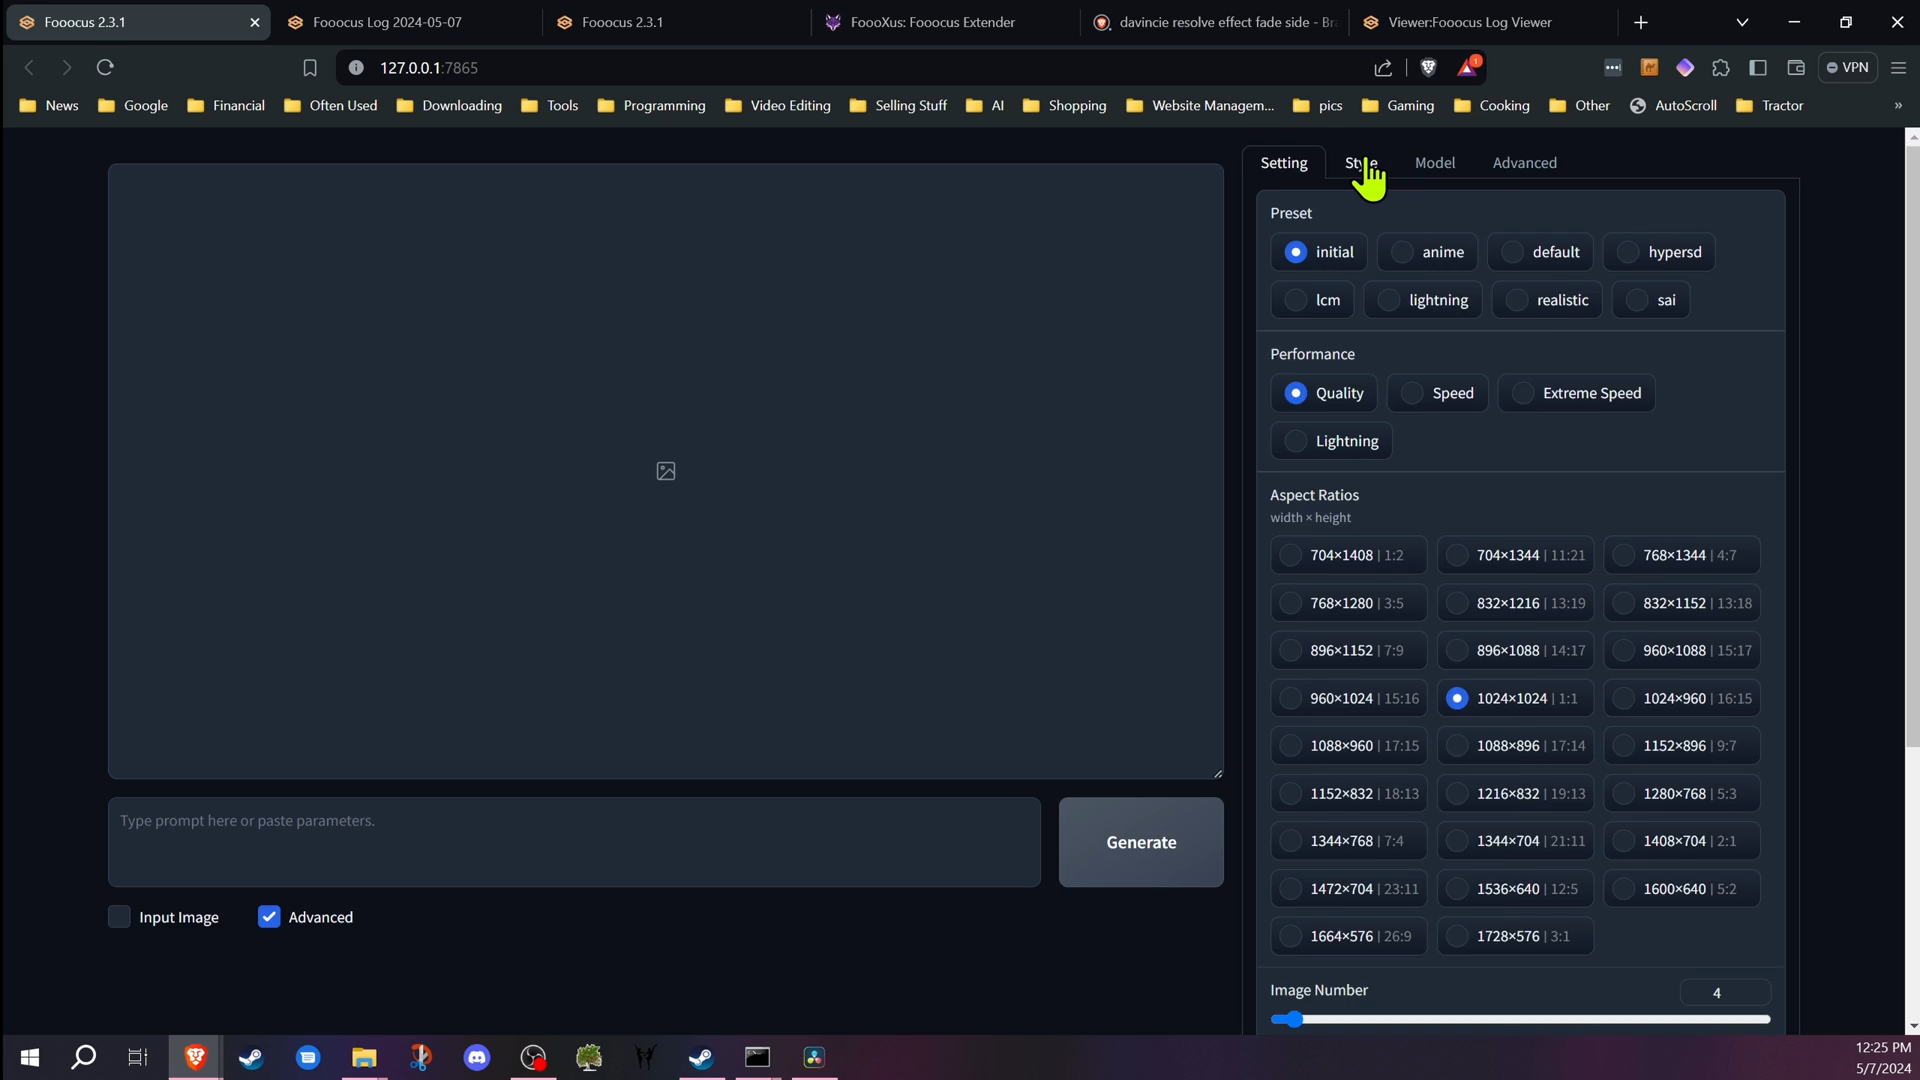 Fooocus 2.3.1
Fooocus Log 2024-05-07
Fooocus 2.3.1
FoooXus: Fooocus Extender
davincie resolve effect fade side - Br
Viewer:Fooocus Log Viewer
127.0.0.1:7865
1
VPN
News
Google
Financial
Often Used
Downloading
Tools
Programming
Video Editing
Selling Stuff
AI
Shopping
Website Managem...
pics
Gaming
Cooking
Other
AutoScroll
Tractor
»
Setting
Style
Model
Advanced
Preset
initial
anime
default
hypersd
lcm
lightning
realistic
sai
Performance
Quality
Speed
Extreme Speed
Lightning
Aspect Ratios
width × height
704×1408 | 1:2
704×1344 | 11:21
768×1344 | 4:7
768×1280 | 3:5
832×1216 | 13:19
832×1152 | 13:18
896×1152 | 7:9
896×1088 | 14:17
960×1088 | 15:17
960×1024 | 15:16
1024×1024 | 1:1
1024×960 | 16:15
1088×960 | 17:15
1088×896 | 17:14
1152×896 | 9:7
1152×832 | 18:13
1216×832 | 19:13
1280×768 | 5:3
1344×768 | 7:4
1344×704 | 21:11
1408×704 | 2:1
1472×704 | 23:11
1536×640 | 12:5
1600×640 | 5:2
1664×576 | 26:9
1728×576 | 3:1
Image Number
4
Type prompt here or paste parameters.
Generate
Input Image
Advanced
12:25 PM
5/7/2024